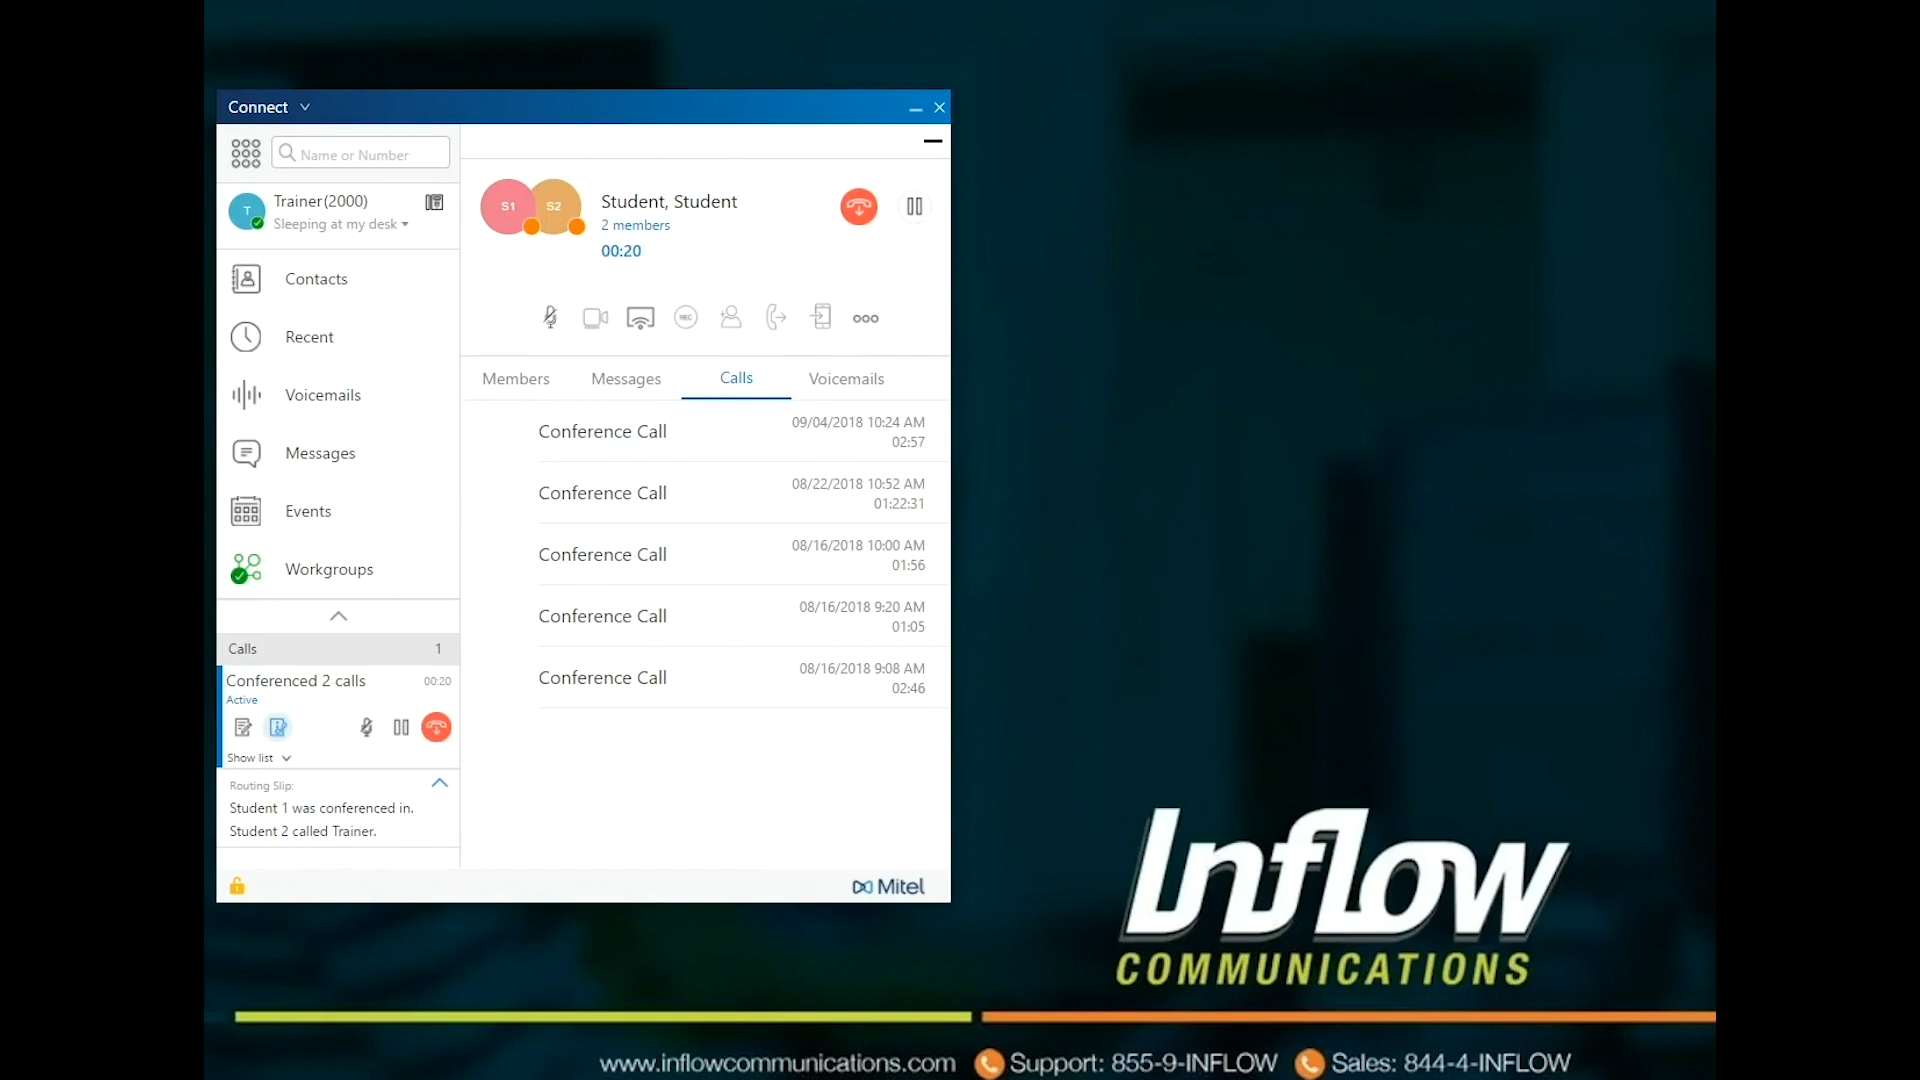 Connect
Name or Number
T
Trainer(2000)
Sleeping at my desk
Contacts
Recent
Voicemails
Messages
Events
Workgroups
Calls 1
Conferenced 2 calls 00:20
Active
Show list
Routing Slip:
Student 1 was conferenced in.
Student 2 called Trainer.
S1 S2
Student, Student
2 members
00:20
REC
Members Messages Calls Voicemails
Conference Call 09/04/2018 10:24 AM
02:57
Conference Call 08/22/2018 10:52 AM
01:22:31
Conference Call 08/16/2018 10:00 AM
01:56
Conference Call 08/16/2018 9:20 AM
01:05
Conference Call 08/16/2018 9:08 AM
02:46
Mitel
Inflow
COMMUNICATIONS
www.inflowcommunications.com Support: 855-9-INFLOW Sales: 844-4-INFLOW